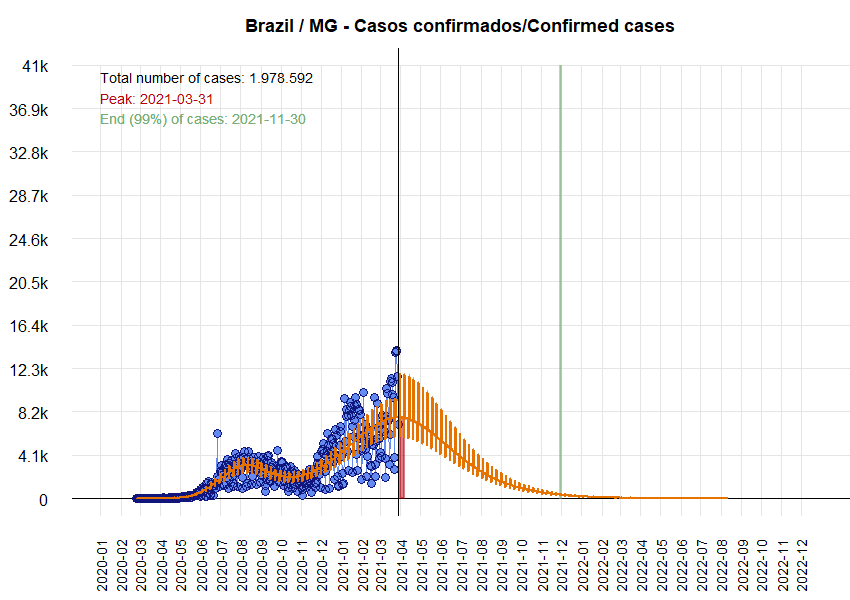 Brazil / MG - Casos confirmados/Confirmed cases
41k
Total number of cases: 1.978.592
Peak: 2021-03-31
End (99%) of cases: 2021-11-30
36.9k
32.8k
28.7k
24.6k
20.5k
16.4k
12.3k
8.2k
4.1k
0
2020-01
2020-02
2020-03
2020-04
2020-05
2020-06
2020-07
2020-08
2020-09
2020-10
2020-11
2020-12
2021-01
2021-02
2021-03
2021-04
2021-05
2021-06
2021-07
2021-08
2021-09
2021-10
2021-11
2021-12
2022-01
2022-02
2022-03
2022-04
2022-05
2022-06
2022-07
2022-08
2022-09
2022-10
2022-11
2022-12